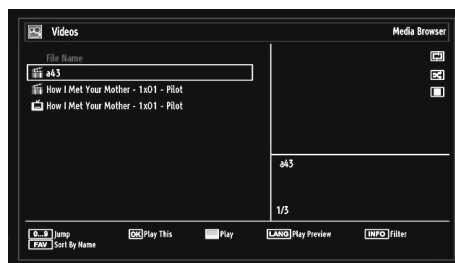 Videos Media Browser
File Name
a43
How I Met Your Mother - 1x01 - Pilot
How I Met Your Mother - 1x01 - Pilot
a43
1/3
0...9 Jump OK Play This Play LANG Play Preview INFO Filter
FAV Sort By Name